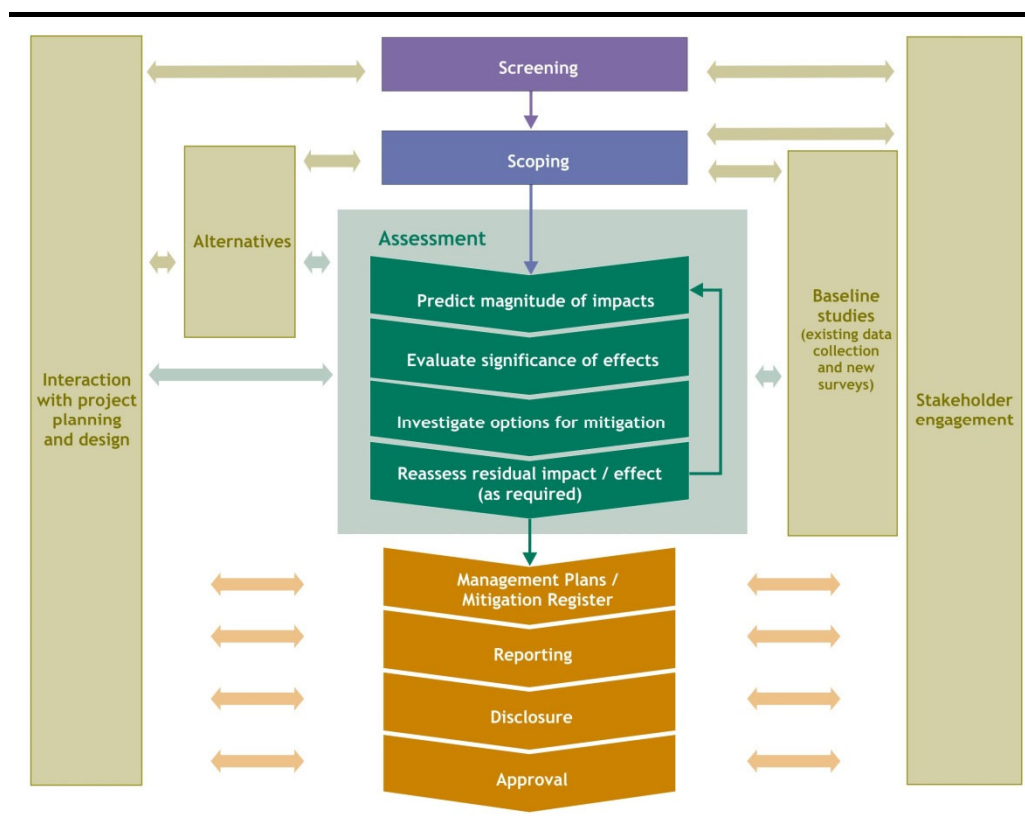 Screening
Scoping
Alternatives
Assessment
Predict magnitude of impacts
Evaluate significance of effects
Investigate options for mitigation
Reassess residual impact / effect
(as required)
Baseline
studies
(existing data
collection
and new
surveys)
Interaction
with project
planning
and design
Stakeholder
engagement
Management Plans /
Mitigation Register
Reporting
Disclosure
Approval